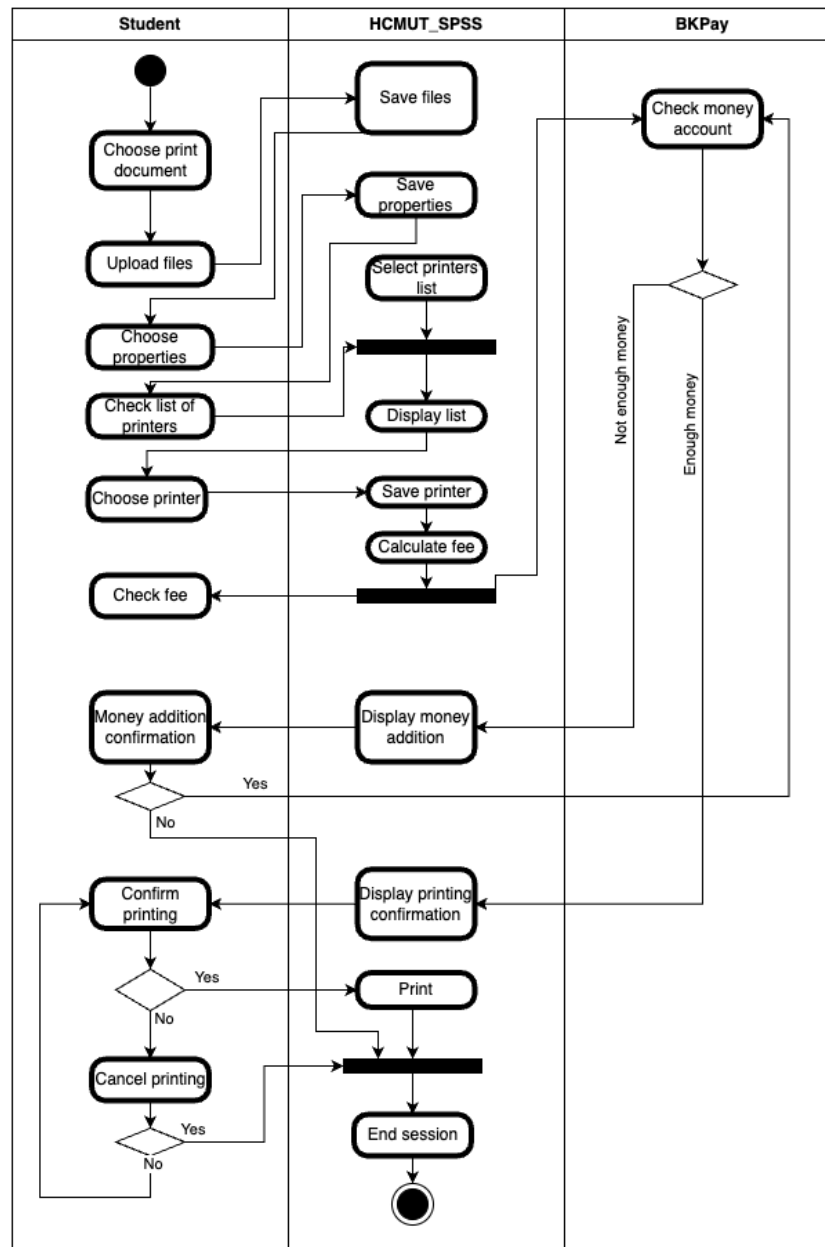 Student
HCMUT_SPSS
BKPay
Save files
Check money
account
Choose print
document
Save
properties
Upload files
Select printers
list
Choose
properties
Not enough money
Enough money
Check list of
printers
Display list
Choose printer
Save printer
Calculate fee
Check fee
Money addition
confirmation
Display money
addition
Yes
No
Confirm
printing
Display printing
confirmation
Yes
Print
No
Cancel printing
Yes
End session
No